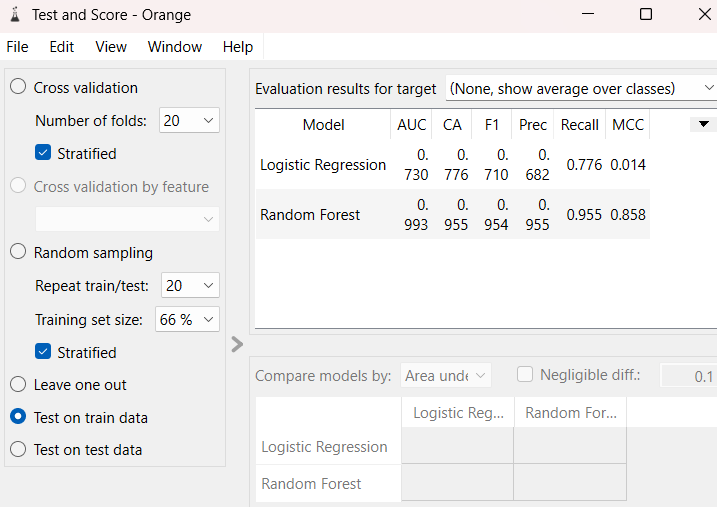 Test and Score - Orange
File Edit View Window Help
Cross validation
Number of folds: 20
Stratified
Cross validation by feature
Random sampling
Repeat train/test: 20
Training set size: 66 %
Stratified
Leave one out
Test on train data
Test on test data
Evaluation results for target (None, show average over classes)
Model AUC CA F1 Prec Recall MCC
Logistic Regression 0.730 0.776 0.710 0.682 0.776 0.014
Random Forest 0.993 0.955 0.954 0.955 0.955 0.858
Compare models by: Area unde Negligible diff.: 0.1
Logistic Reg... Random For...
Logistic Regression
Random Forest